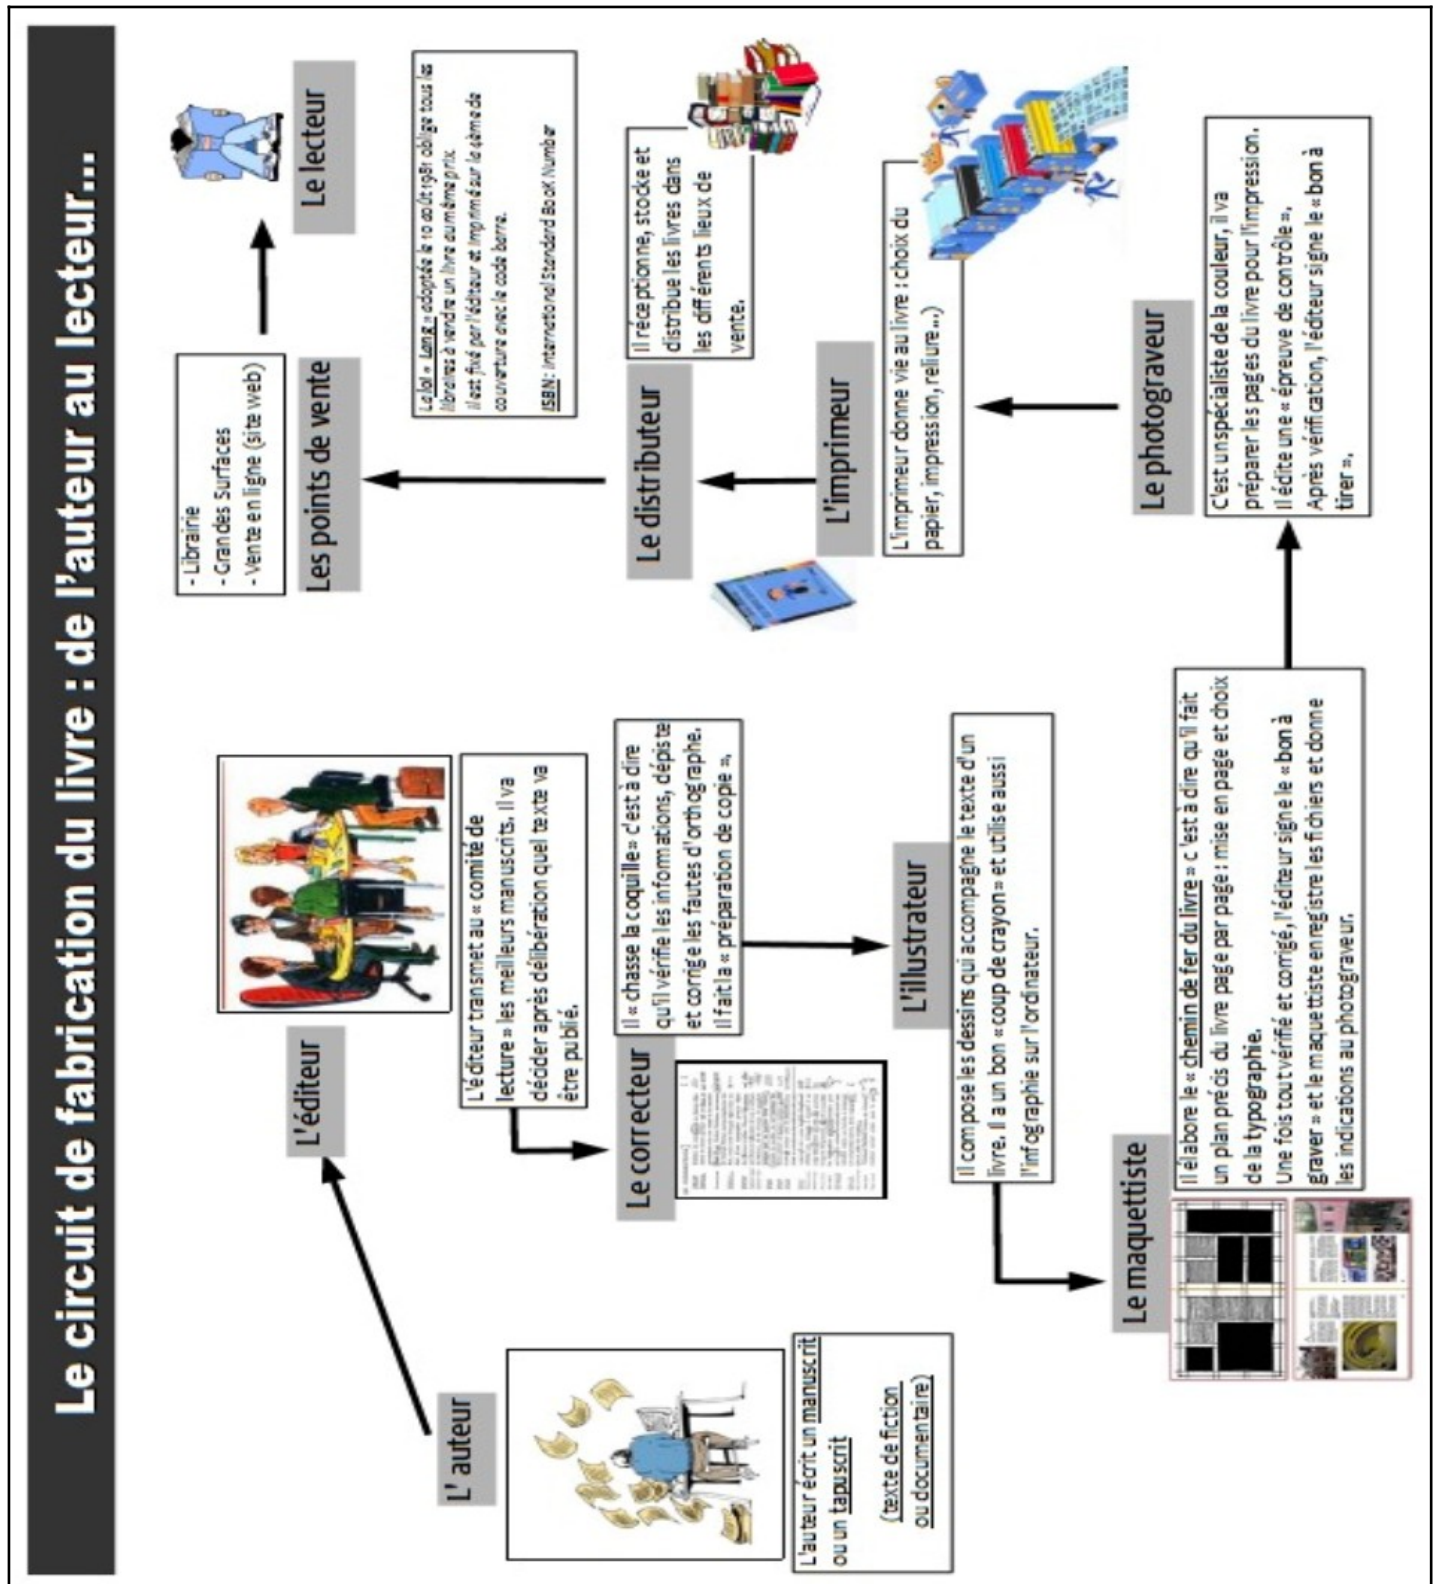 Le circuit de fabrication du livre : de l'auteur au lecteur...
L' auteur
L'auteur écrit un manuscrit
ou un tapuscrit
(texte de fiction
ou documentaire)
L'éditeur
L'éditeur transmet au « comité de
lecture » les meilleurs manuscrits. Il va
décider après délibération quel texte va
être publié.
Le correcteur
Il « chasse la coquille » c'est à dire
qu'il vérifie les informations, dépiste
et corrige les fautes d'orthographe.
Il fait la « préparation de copie ».
L'illustrateur
Il compose les dessins qui accompagne le texte d'un
livre. Il a un bon « coup de crayon » et utilise aussi
l'infographie sur l'ordinateur.
Le maquettiste
Il élabore le « chemin de fer du livre » c'est à dire qu'il fait
un plan précis du livre page par page : mise en page et choix
de la typographie.
Une fois tout vérifié et corrigé, l'éditeur signe le « bon à
graver » et le maquettiste enregistre les fichiers et donne
les indications au photograveur.
Le photograveur
C'est un spécialiste de la couleur, il va
préparer les pages du livre pour l'impression.
Il édite une « épreuve de contrôle ».
Après vérification, l'éditeur signe le « bon à
tirer ».
L'imprimeur
L'imprimeur donne vie au livre : choix du
papier, impression, reliure...)
Le distributeur
Il réceptionne, stocke et
distribue les livres dans
les différents lieux de
vente.
Les points de vente
- Librairie
- Grandes Surfaces
- Vente en ligne (site web)
Le lecteur
La loi « Lang » adoptée le 10 août 1981 oblige tous les
libraires à vendre un livre au même prix.
Il est fixé par l'éditeur et imprimé sur la 4ème de
couverture avec le code barre.
ISBN : International Standard Book Number